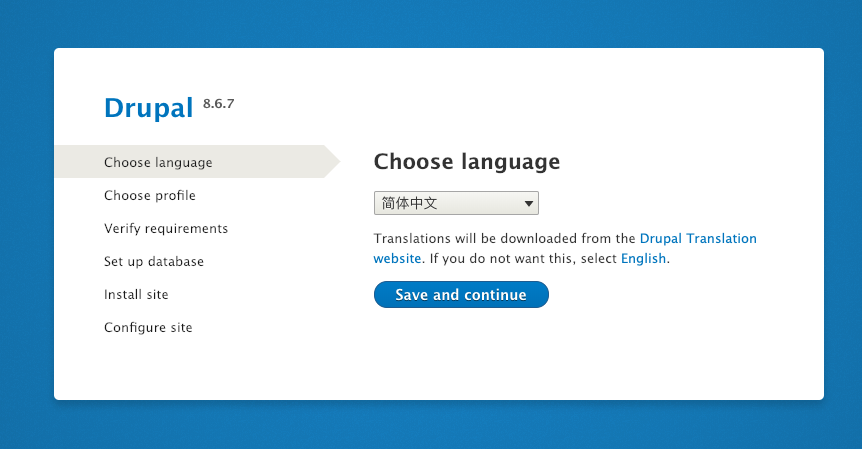 Drupal 8.6.7
Choose language
Choose profile
Verify requirements
Set up database
Install site
Configure site
Choose language
简体中文
Translations will be downloaded from the Drupal Translation
website. If you do not want this, select English.
Save and continue